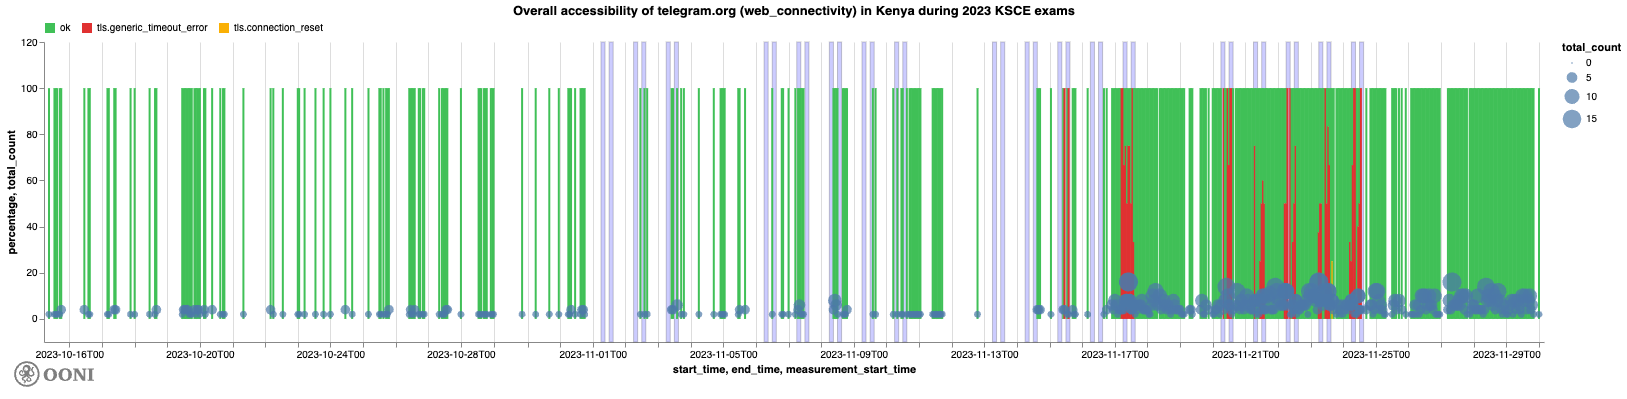 Overall accessibility of telegram.org (web_connectivity) in Kenya during 2023 KSCE exams
ok tls.generic_timeout_error tls.connection_reset
total_count
0
5
10
15
percentage, total_count
120
100
80
60
40
20
0
2023-10-16T00 2023-10-20T00 2023-10-24T00 2023-10-28T00 2023-11-01T00 2023-11-05T00 2023-11-09T00 2023-11-13T00 2023-11-17T00 2023-11-21T00 2023-11-25T00 2023-11-29T00
start_time, end_time, measurement_start_time
OONI